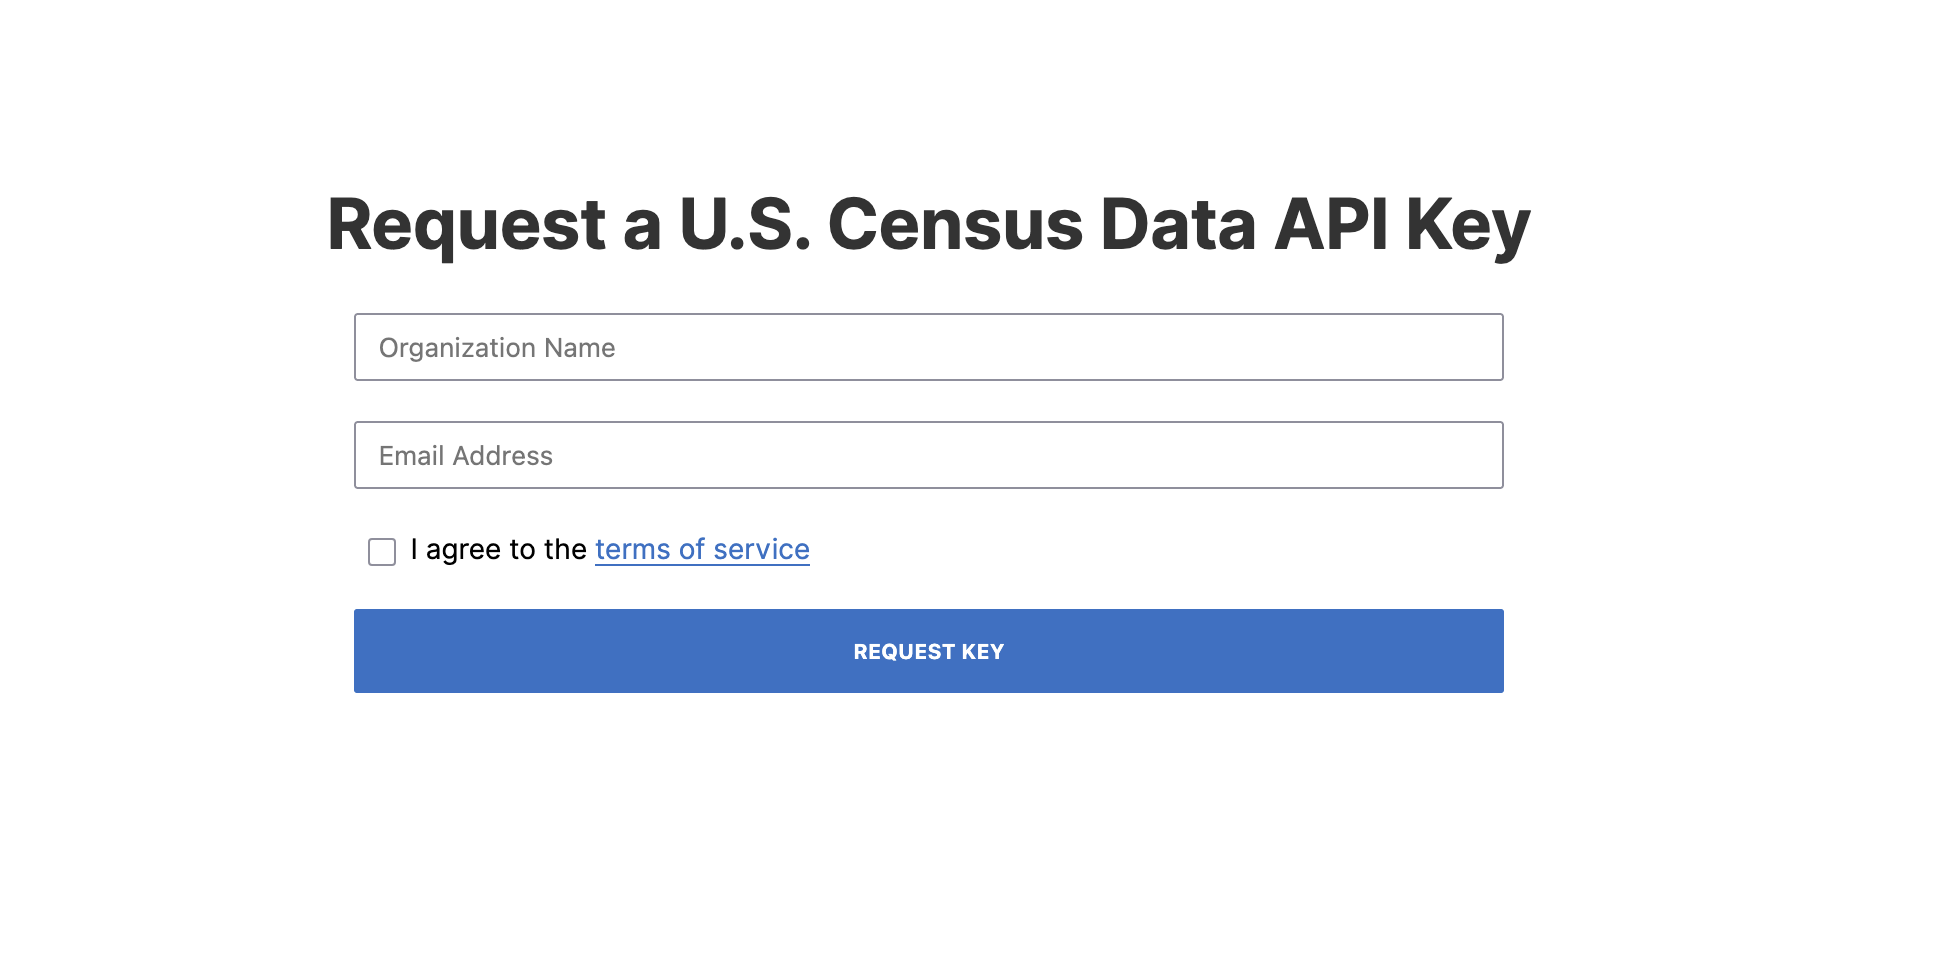 Request a U.S. Census Data API Key
Organization Name
Email Address
I agree to the terms of service
REQUEST KEY